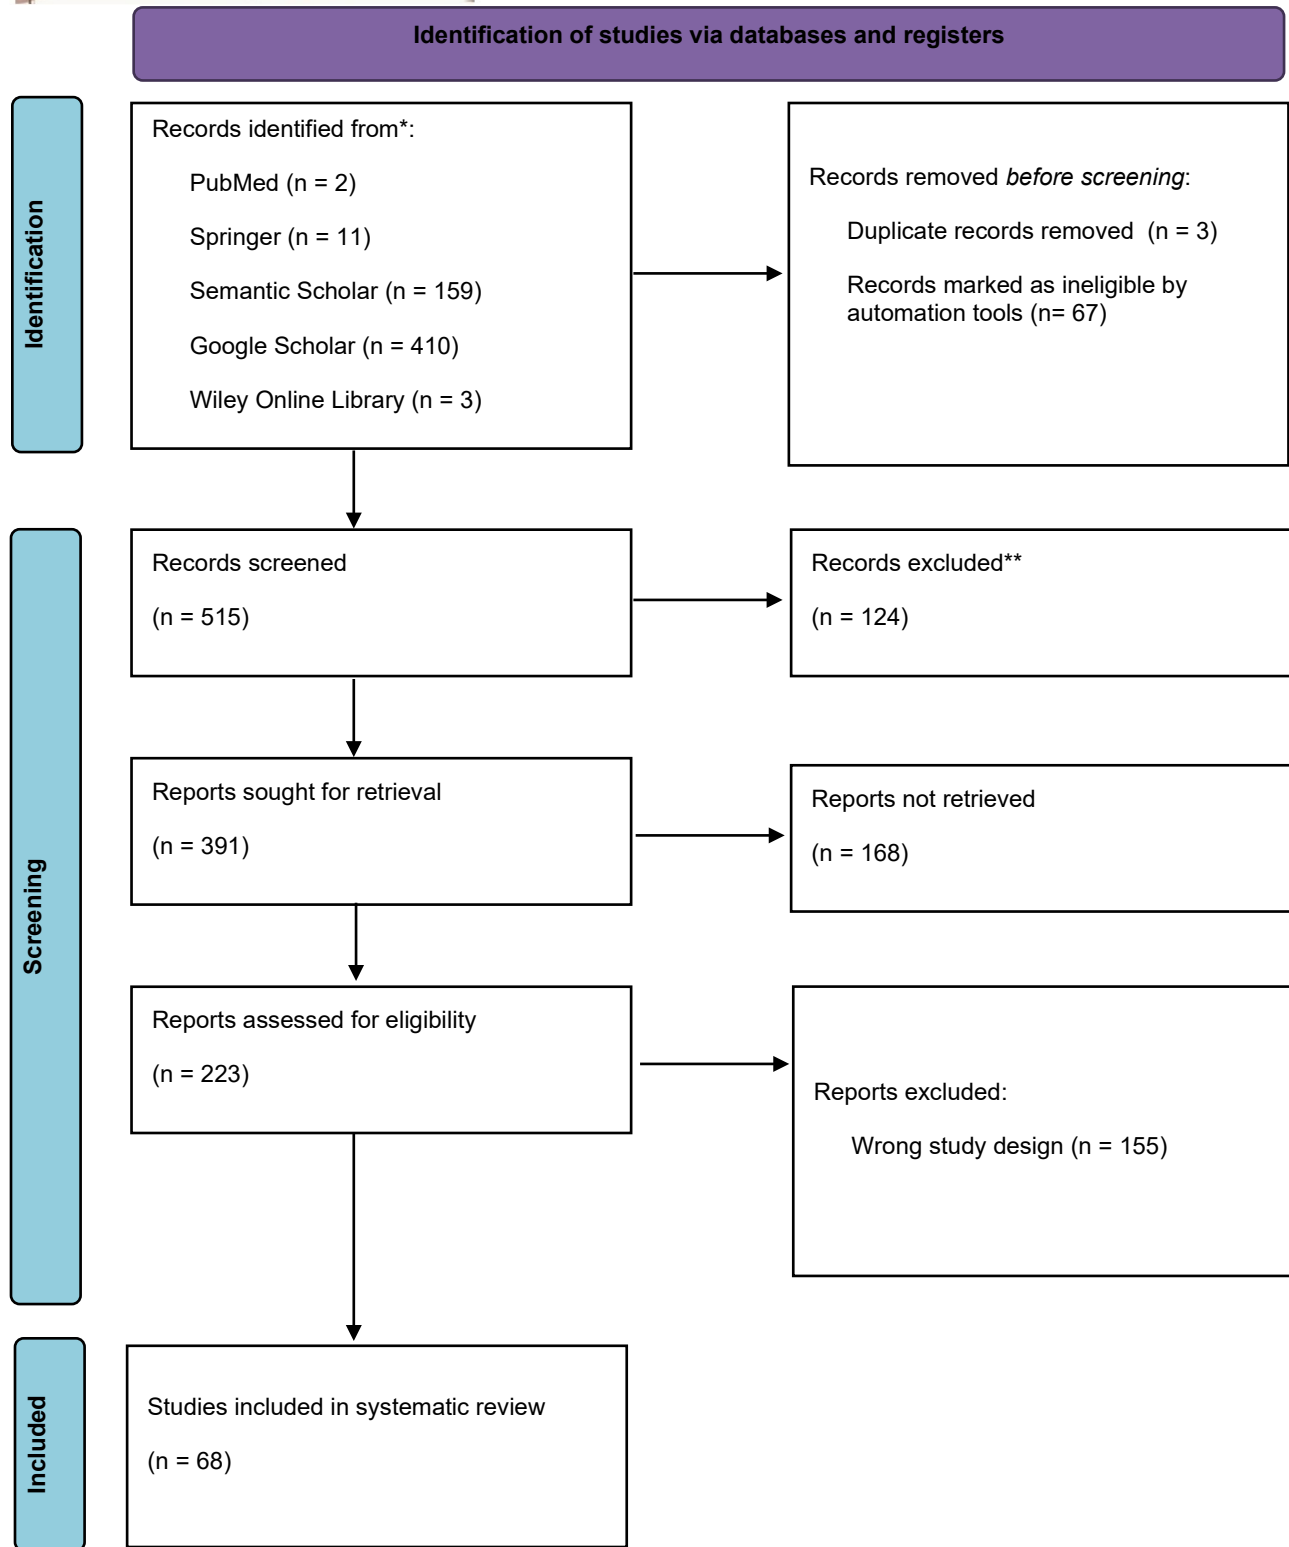 Identification of studies via databases and registers
Identification
Records identified from*:
PubMed (n = 2)
Springer (n = 11)
Semantic Scholar (n = 159)
Google Scholar (n = 410)
Wiley Online Library (n = 3)
Records removed before screening:
Duplicate records removed (n = 3)
Records marked as ineligible by
automation tools (n= 67)
Screening
Records screened
(n = 515)
Records excluded**
(n = 124)
Reports sought for retrieval
(n = 391)
Reports not retrieved
(n = 168)
Reports assessed for eligibility
(n = 223)
Reports excluded:
Wrong study design (n = 155)
Included
Studies included in systematic review
(n = 68)